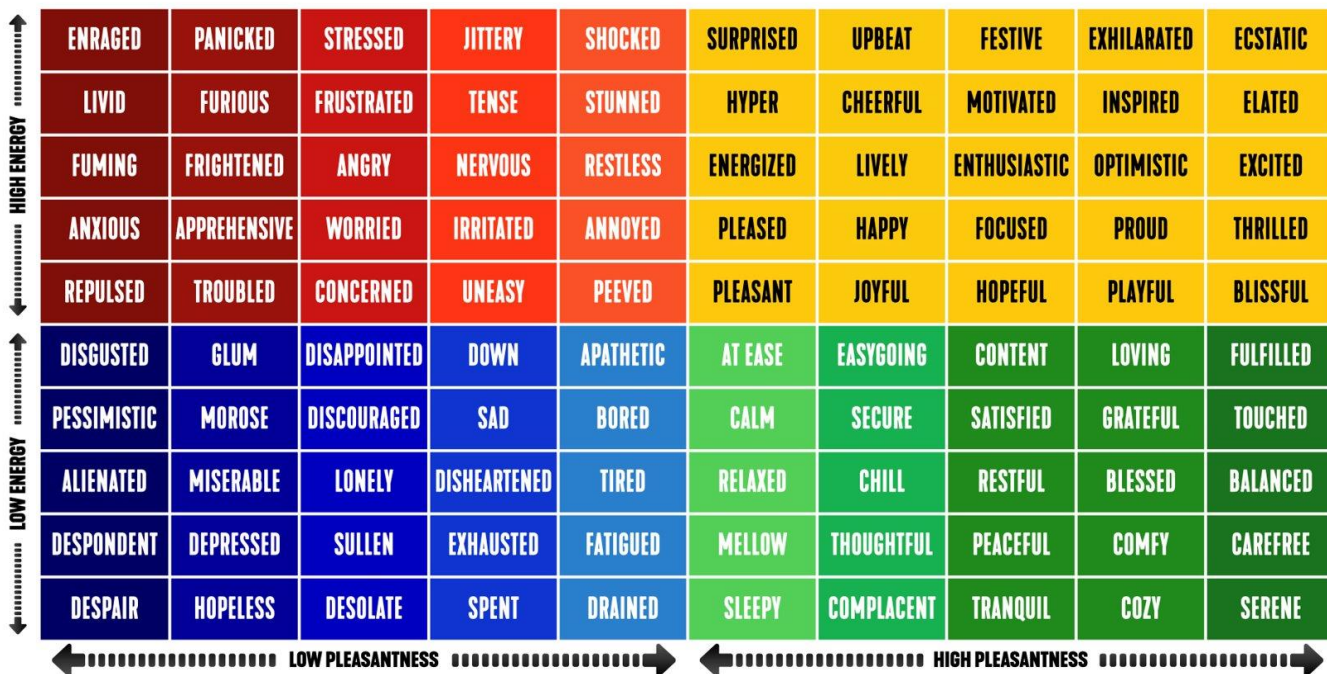 HIGH ENERGY
LOW ENERGY
ENRAGED PANICKED STRESSED JITTERY SHOCKED SURPRISED UPBEAT FESTIVE EXHILARATED ECSTATIC
LIVID FURIOUS FRUSTRATED TENSE STUNNED HYPER CHEERFUL MOTIVATED INSPIRED ELATED
FUMING FRIGHTENED ANGRY NERVOUS RESTLESS ENERGIZED LIVELY ENTHUSIASTIC OPTIMISTIC EXCITED
ANXIOUS APPREHENSIVE WORRIED IRRITATED ANNOYED PLEASED HAPPY FOCUSED PROUD THRILLED
REPULSED TROUBLED CONCERNED UNEASY PEEVED PLEASANT JOYFUL HOPEFUL PLAYFUL BLISSFUL
DISGUSTED GLUM DISAPPOINTED DOWN APATHETIC AT EASE EASYGOING CONTENT LOVING FULFILLED
PESSIMISTIC MOROSE DISCOURAGED SAD BORED CALM SECURE SATISFIED GRATEFUL TOUCHED
ALIENATED MISERABLE LONELY DISHEARTENED TIRED RELAXED CHILL RESTFUL BLESSED BALANCED
DESPONDENT DEPRESSED SULLEN EXHAUSTED FATIGUED MELLOW THOUGHTFUL PEACEFUL COMFY CAREFREE
DESPAIR HOPELESS DESOLATE SPENT DRAINED SLEEPY COMPLACENT TRANQUIL COZY SERENE
LOW PLEASANTNESS HIGH PLEASANTNESS